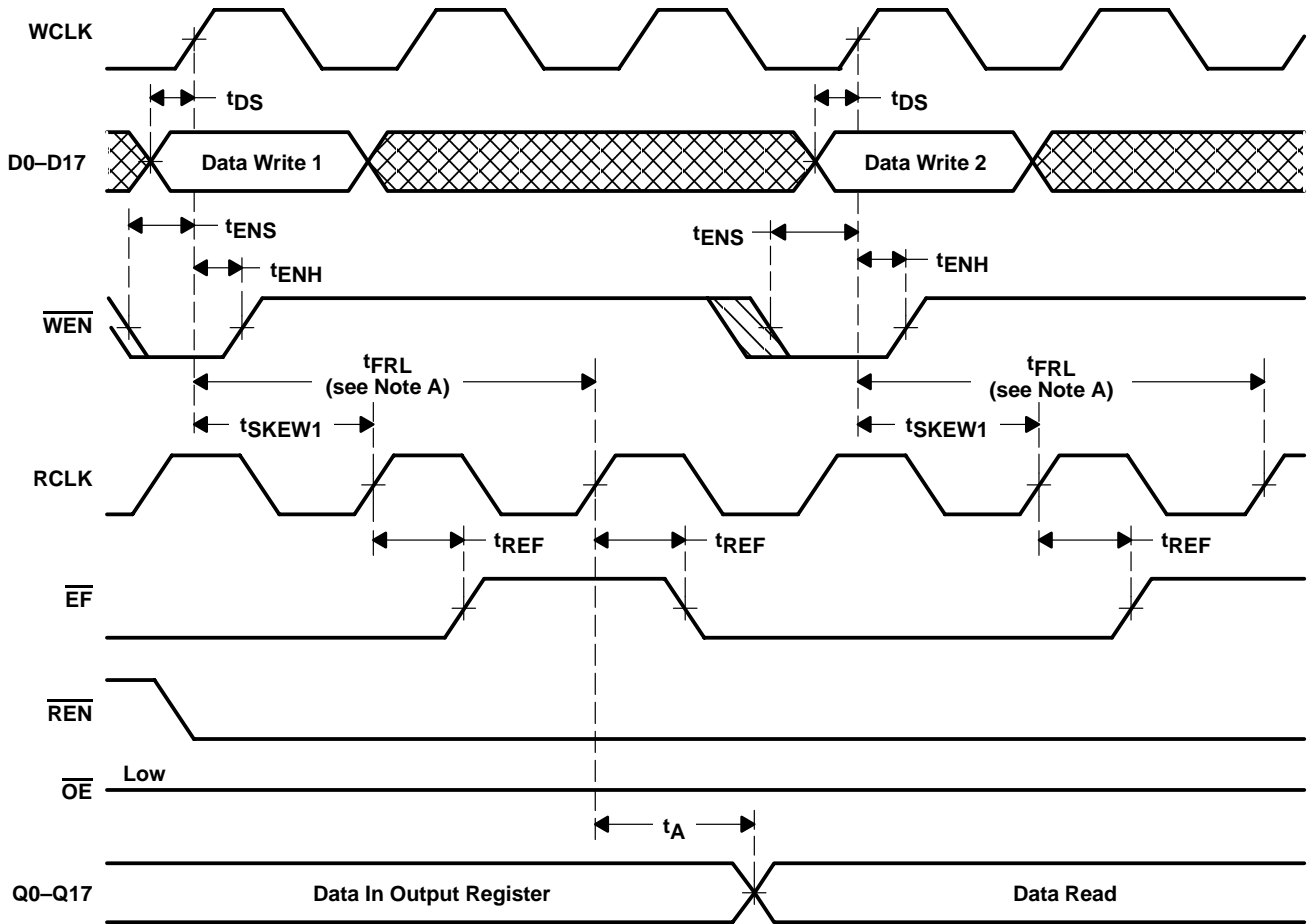 WCLK
tDS
tDS
D0–D17
Data Write 1
Data Write 2
tENS
tENS
tENH
tENH
WEN
tFRL
(see Note A)
tFRL
(see Note A)
tSKEW1
tSKEW1
RCLK
tREF
tREF
tREF
EF
REN
Low
OE
tA
Q0–Q17
Data In Output Register
Data Read